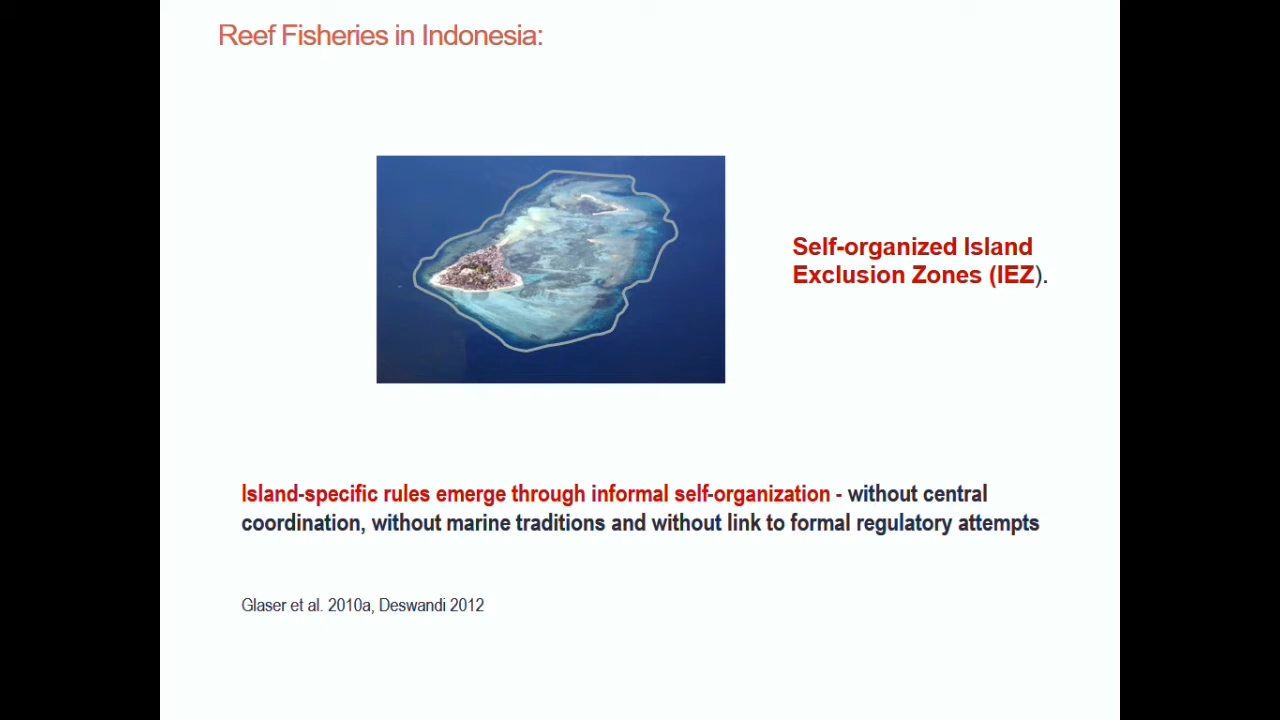 Reef Fisheries in Indonesia:
Self-organized Island
Exclusion Zones (IEZ).
Island-specific rules emerge through informal self-organization - without central
coordination, without marine traditions and without link to formal regulatory attempts
Glaser et al. 2010a, Deswandi 2012